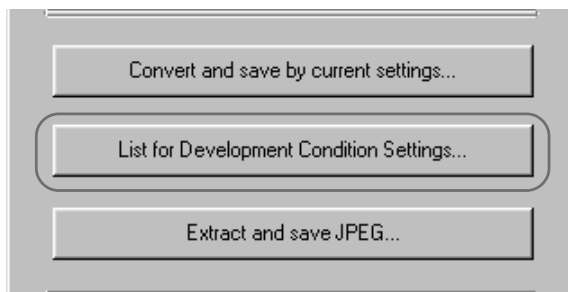 Convert and save by current settings...
List for Development Condition Settings...
Extract and save JPEG...